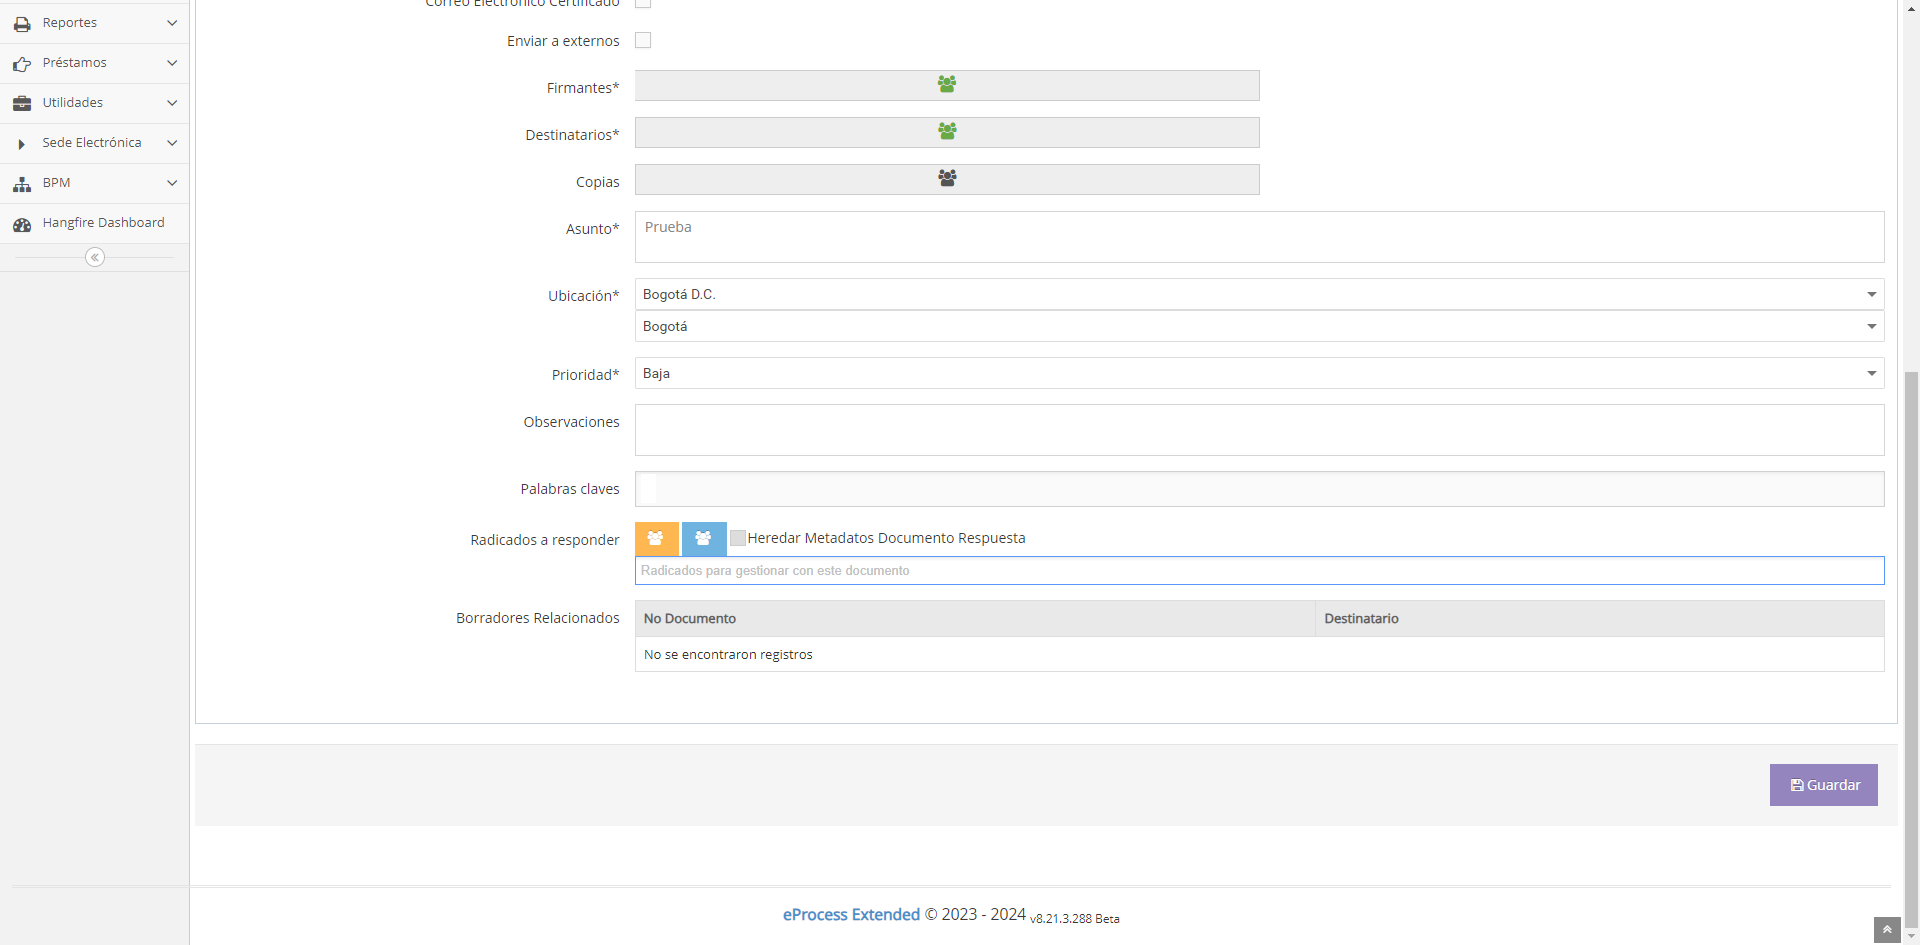 Reportes
Préstamos
Utilidades
Sede Electrónica
BPM
Hangfire Dashboard
Correo Electrónico Certificado
Enviar a externos
Firmantes*
Destinatarios*
Copias
Asunto*
Prueba
Ubicación*
Bogotá D.C.
Bogotá
Prioridad*
Baja
Observaciones
Palabras claves
Radicados a responder
Heredar Metadatos Documento Respuesta
Radicados para gestionar con este documento
Borradores Relacionados
No Documento
Destinatario
No se encontraron registros
Guardar
eProcess Extended © 2023 - 2024 v8.21.3.288 Beta